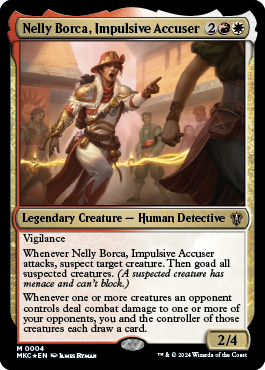 Nelly Borca, Impulsive Accuser 2
Legendary Creature — Human Detective
Vigilance
Whenever Nelly Borca, Impulsive Accuser
attacks, suspect target creature. Then goad all
suspected creatures. (A suspected creature has
menace and can't block.)
Whenever one or more creatures an opponent
controls deal combat damage to one or more of
your opponents, you and the controller of those
creatures each draw a card.
2/4
M 0004
MKC • EN JAMES RYMAN
™ & © 2024 Wizards of the Coast